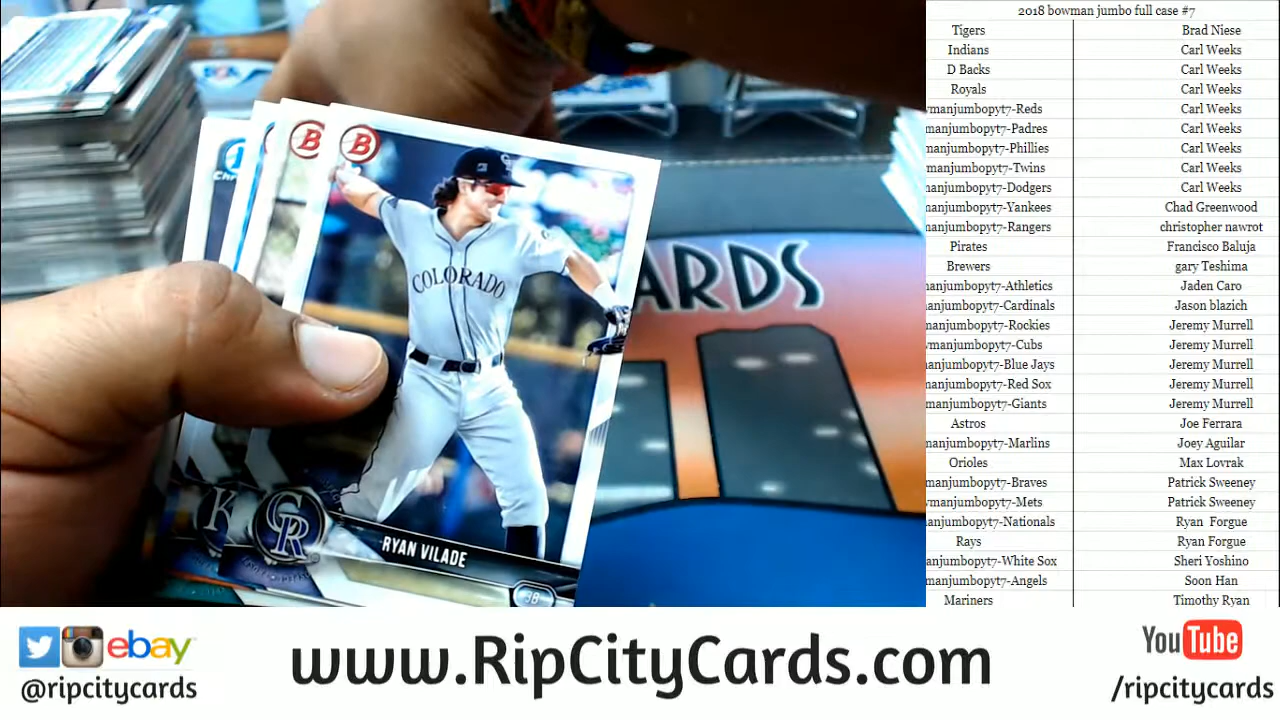 2018 bowman jumbo full case #7
Tigers Brad Niese
Indians Carl Weeks
D Backs Carl Weeks
Royals Carl Weeks
manjumbopyt7-Reds Carl Weeks
manjumbopyt7-Padres Carl Weeks
manjumbopyt7-Phillies Carl Weeks
manjumbopyt7-Twins Carl Weeks
manjumbopyt7-Dodgers Carl Weeks
manjumbopyt7-Yankees Chad Greenwood
manjumbopyt7-Rangers christopher nawrot
Pirates Francisco Baluja
Brewers gary Teshima
manjumbopyt7-Athletics Jaden Caro
manjumbopyt7-Cardinals Jason blazich
manjumbopyt7-Rockies Jeremy Murrell
manjumbopyt7-Cubs Jeremy Murrell
manjumbopyt7-Blue Jays Jeremy Murrell
manjumbopyt7-Red Sox Jeremy Murrell
manjumbopyt7-Giants Jeremy Murrell
Astros Joe Ferrara
manjumbopyt7-Marlins Joey Aguilar
Orioles Max Lovrak
manjumbopyt7-Braves Patrick Sweeney
manjumbopyt7-Mets Patrick Sweeney
manjumbopyt7-Nationals Ryan Forgue
Rays Ryan Forgue
anjumbopyt7-White Sox Sheri Yoshino
manjumbopyt7-Angels Soon Han
Mariners Timothy Ryan
B
B
COLORADO
ARDS
K
CR
RYAN VILADE
3B
ebay
@ripcitycards
www.RipCityCards.com
YouTube
/ripcitycards